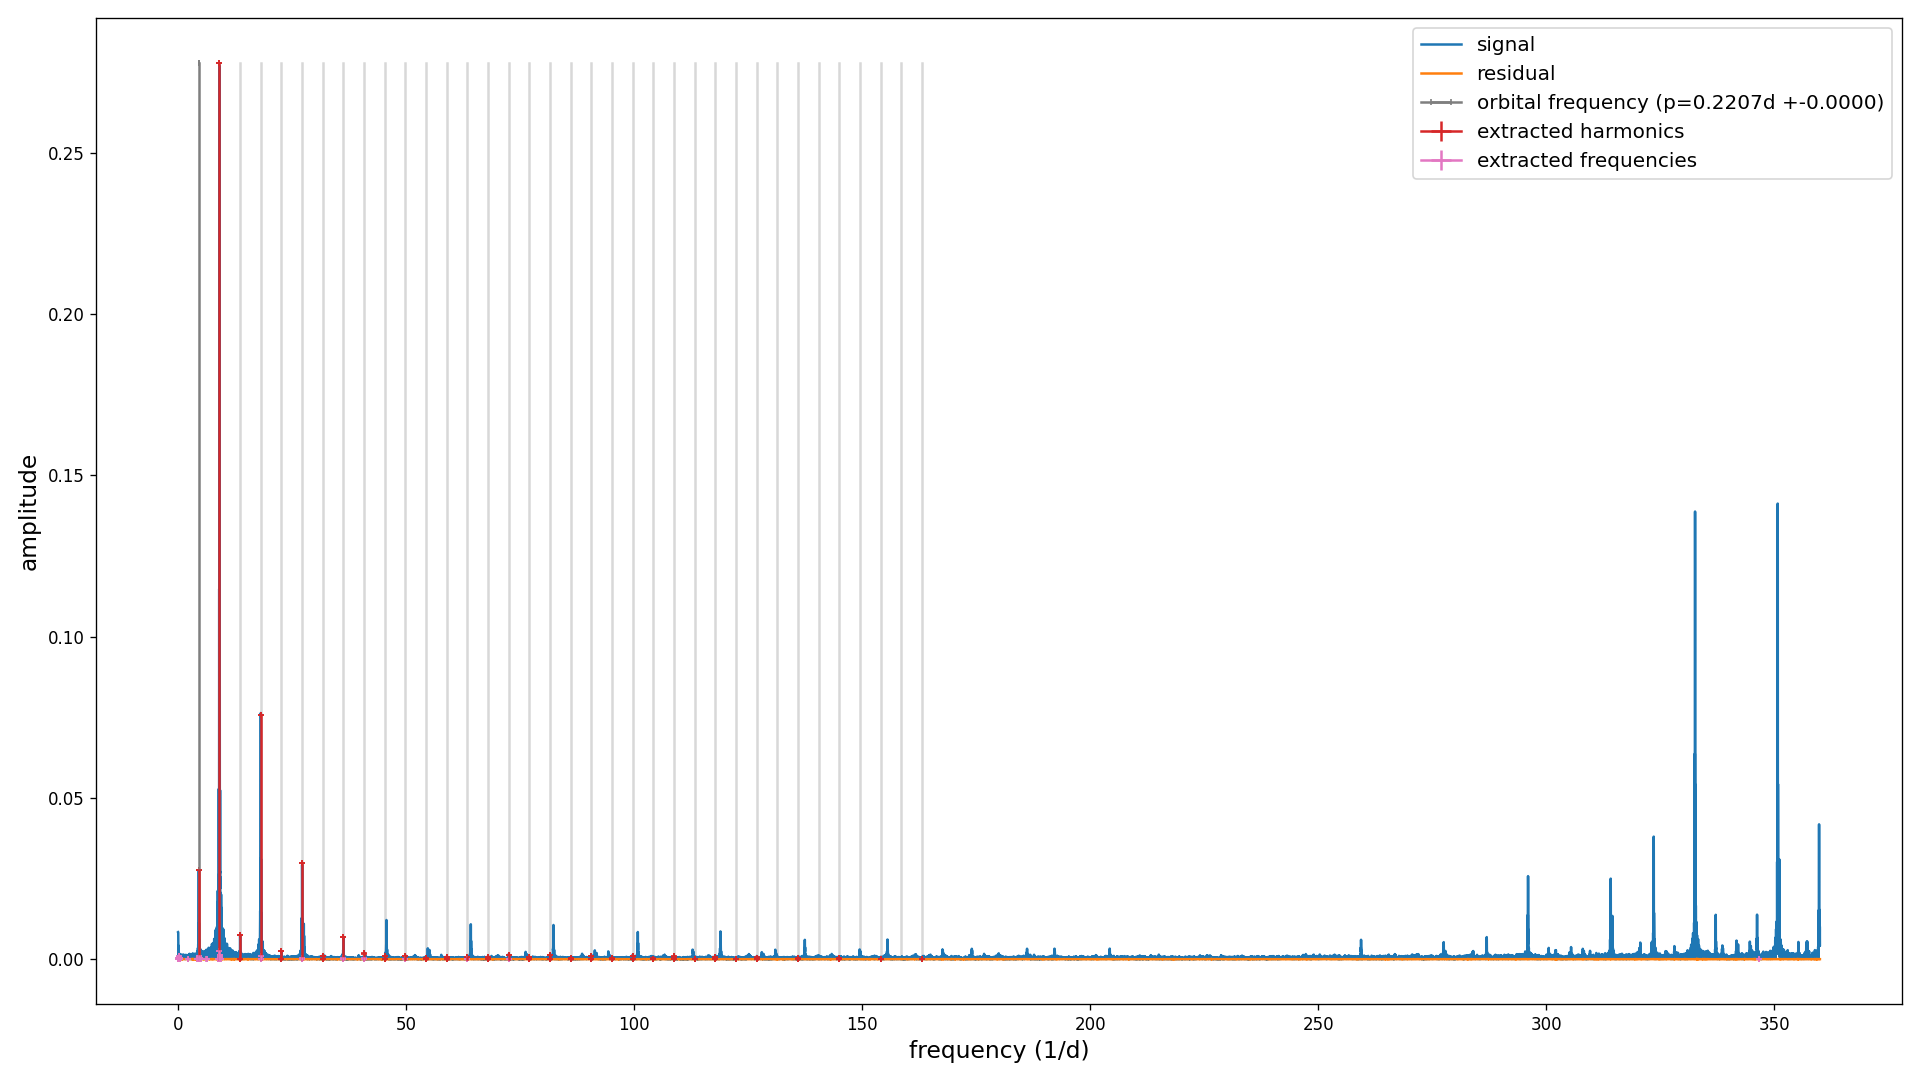 signal
residual
orbital frequency (p=0.2207d +-0.0000)
extracted harmonics
extracted frequencies
amplitude
0.25
0.20
0.15
0.10
0.05
0.00
0 50 100 150 200 250 300 350
frequency (1/d)